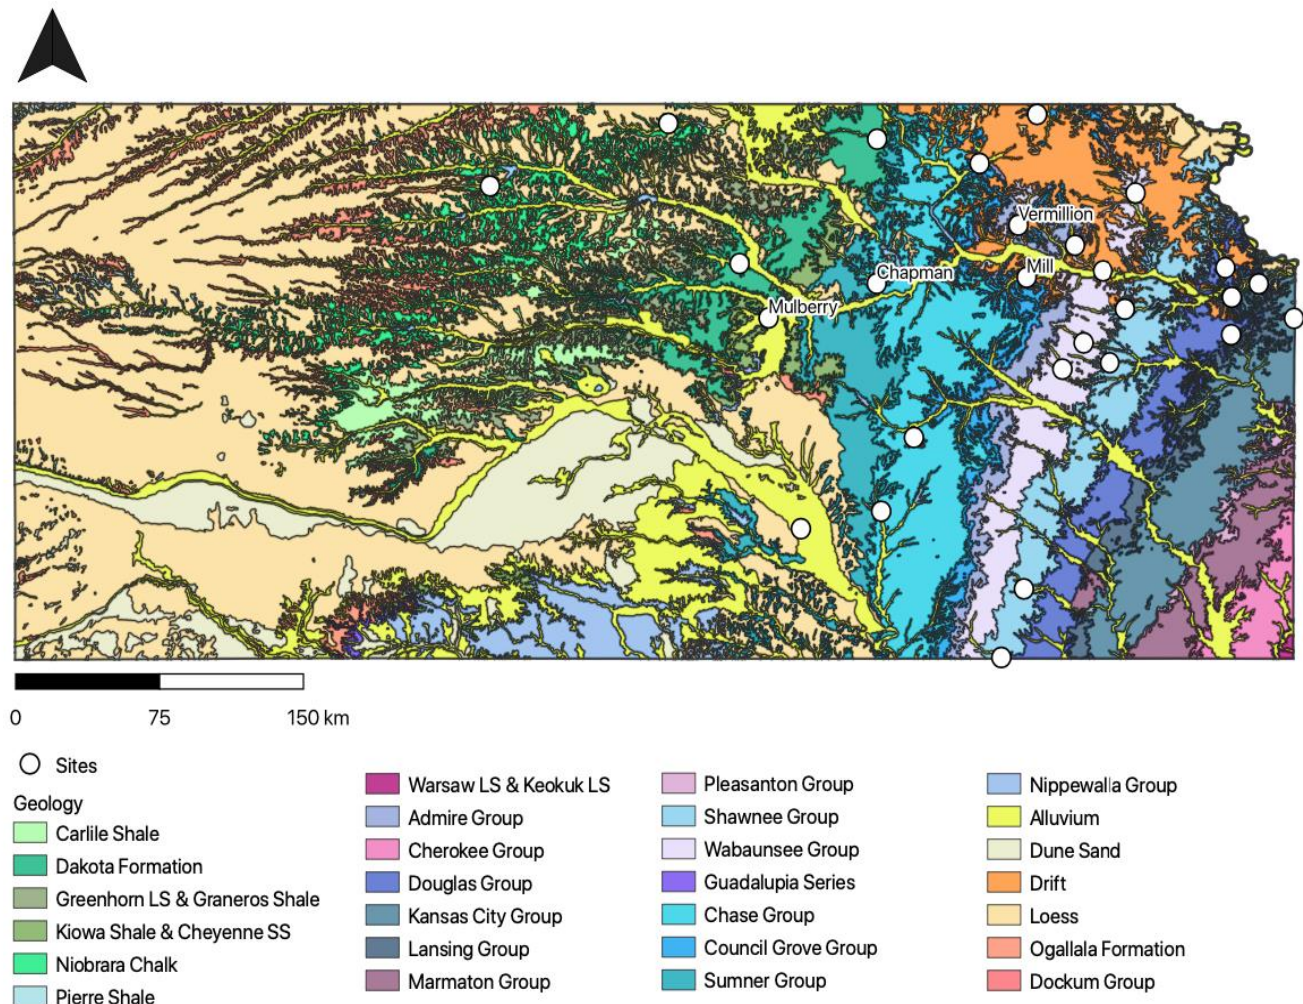 Vermillion
Mill
Chapman
Mulberry
0 75 150 km
Sites
Geology
Carlile Shale
Dakota Formation
Greenhorn LS & Graneros Shale
Kiowa Shale & Cheyenne SS
Niobrara Chalk
Pierre Shale
Warsaw LS & Keokuk LS
Admire Group
Cherokee Group
Douglas Group
Kansas City Group
Lansing Group
Marmaton Group
Pleasanton Group
Shawnee Group
Wabaunsee Group
Guadalupia Series
Chase Group
Council Grove Group
Sumner Group
Nippewalla Group
Alluvium
Dune Sand
Drift
Loess
Ogallala Formation
Dockum Group